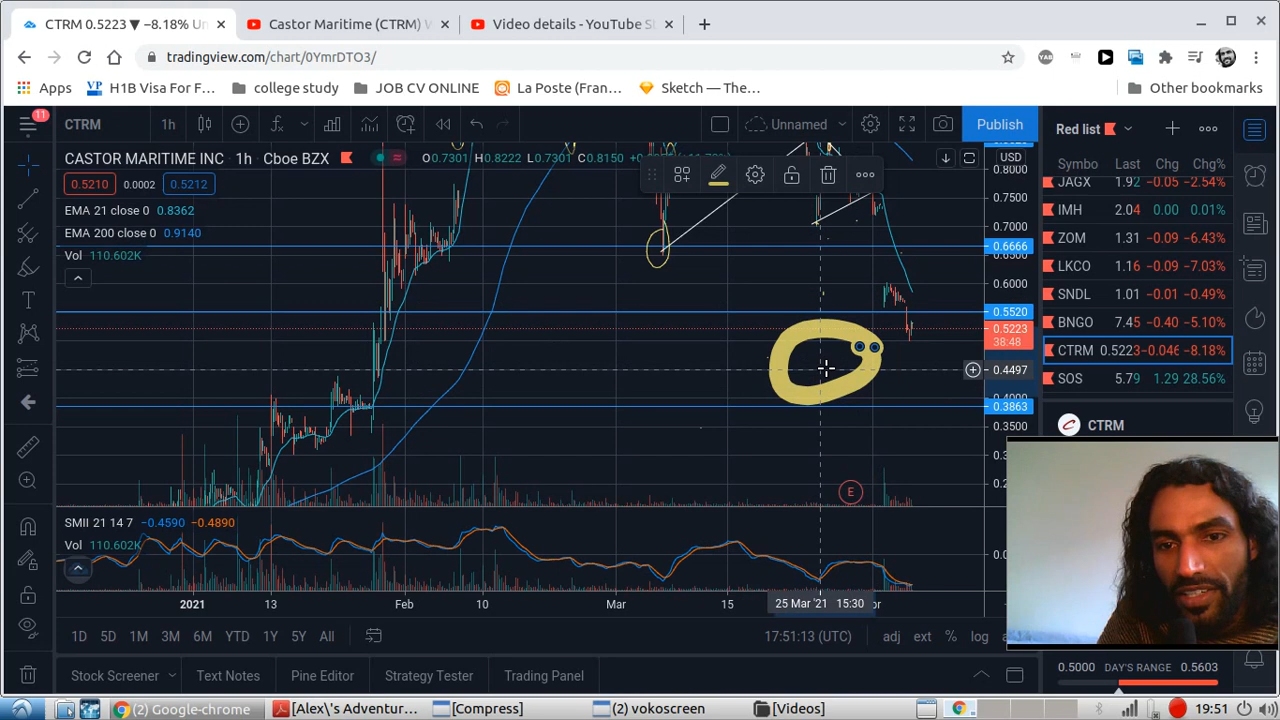 CTRM 0.5223 ▼ −8.18% Un
Castor Maritime (CTRM) W
Video details - YouTube S
tradingview.com/chart/0YmrDTO3/
Apps
H1B Visa For F...
college study
JOB CV ONLINE
La Poste (Fran...
Sketch — The...
Other bookmarks
11
CTRM
1h
Unnamed
Publish
Red list
CASTOR MARITIME INC · 1h · Cboe BZX
O0.7301 H0.8222 L0.7301 C0.8150
USD
Symbo Last Chg Chg%
0.5210
0.0002
0.5212
EMA 21 close 0 0.8362
EMA 200 close 0 0.9140
Vol 110.602K
0.8000
0.7500
0.7000
0.6666
0.6500
0.6000
0.5520
0.5223
38:48
0.4497
0.3863
0.3500
JAGX 1.92 −0.05 −2.54%
IMH 2.04 0.00 0.01%
ZOM 1.31 −0.09 −6.43%
LKCO 1.16 −0.09 −7.03%
SNDL 1.01 −0.01 −0.49%
BNGO 7.45 −0.40 −5.10%
CTRM 0.5223 −0.046 −8.18%
SOS 5.79 1.29 28.56%
CTRM
E
SMII 21 14 7 −0.4590 −0.4890
Vol 110.602K
0.0
2021
13
Feb
10
Mar
15
25 Mar '21 15:30
1D 5D 1M 3M 6M YTD 1Y 5Y All
17:51:13 (UTC)
adj ext % log
Stock Screener
Text Notes
Pine Editor
Strategy Tester
Trading Panel
0.5000 DAY'S RANGE 0.5603
(2) Google-chrome
[Alex\'s Adventur...
[Compress]
(2) vokoscreen
[Videos]
19:51